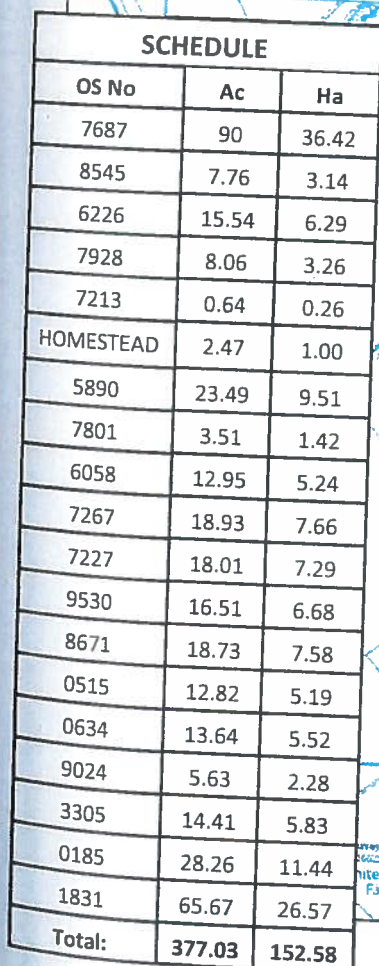 SCHEDULE
OS No Ac Ha
7687 90 36.42
8545 7.76 3.14
6226 15.54 6.29
7928 8.06 3.26
7213 0.64 0.26
HOMESTEAD 2.47 1.00
5890 23.49 9.51
7801 3.51 1.42
6058 12.95 5.24
7267 18.93 7.66
7227 18.01 7.29
9530 16.51 6.68
8671 18.73 7.58
0515 12.82 5.19
0634 13.64 5.52
9024 5.63 2.28
3305 14.41 5.83
0185 28.26 11.44
1831 65.67 26.57
Total: 377.03 152.58